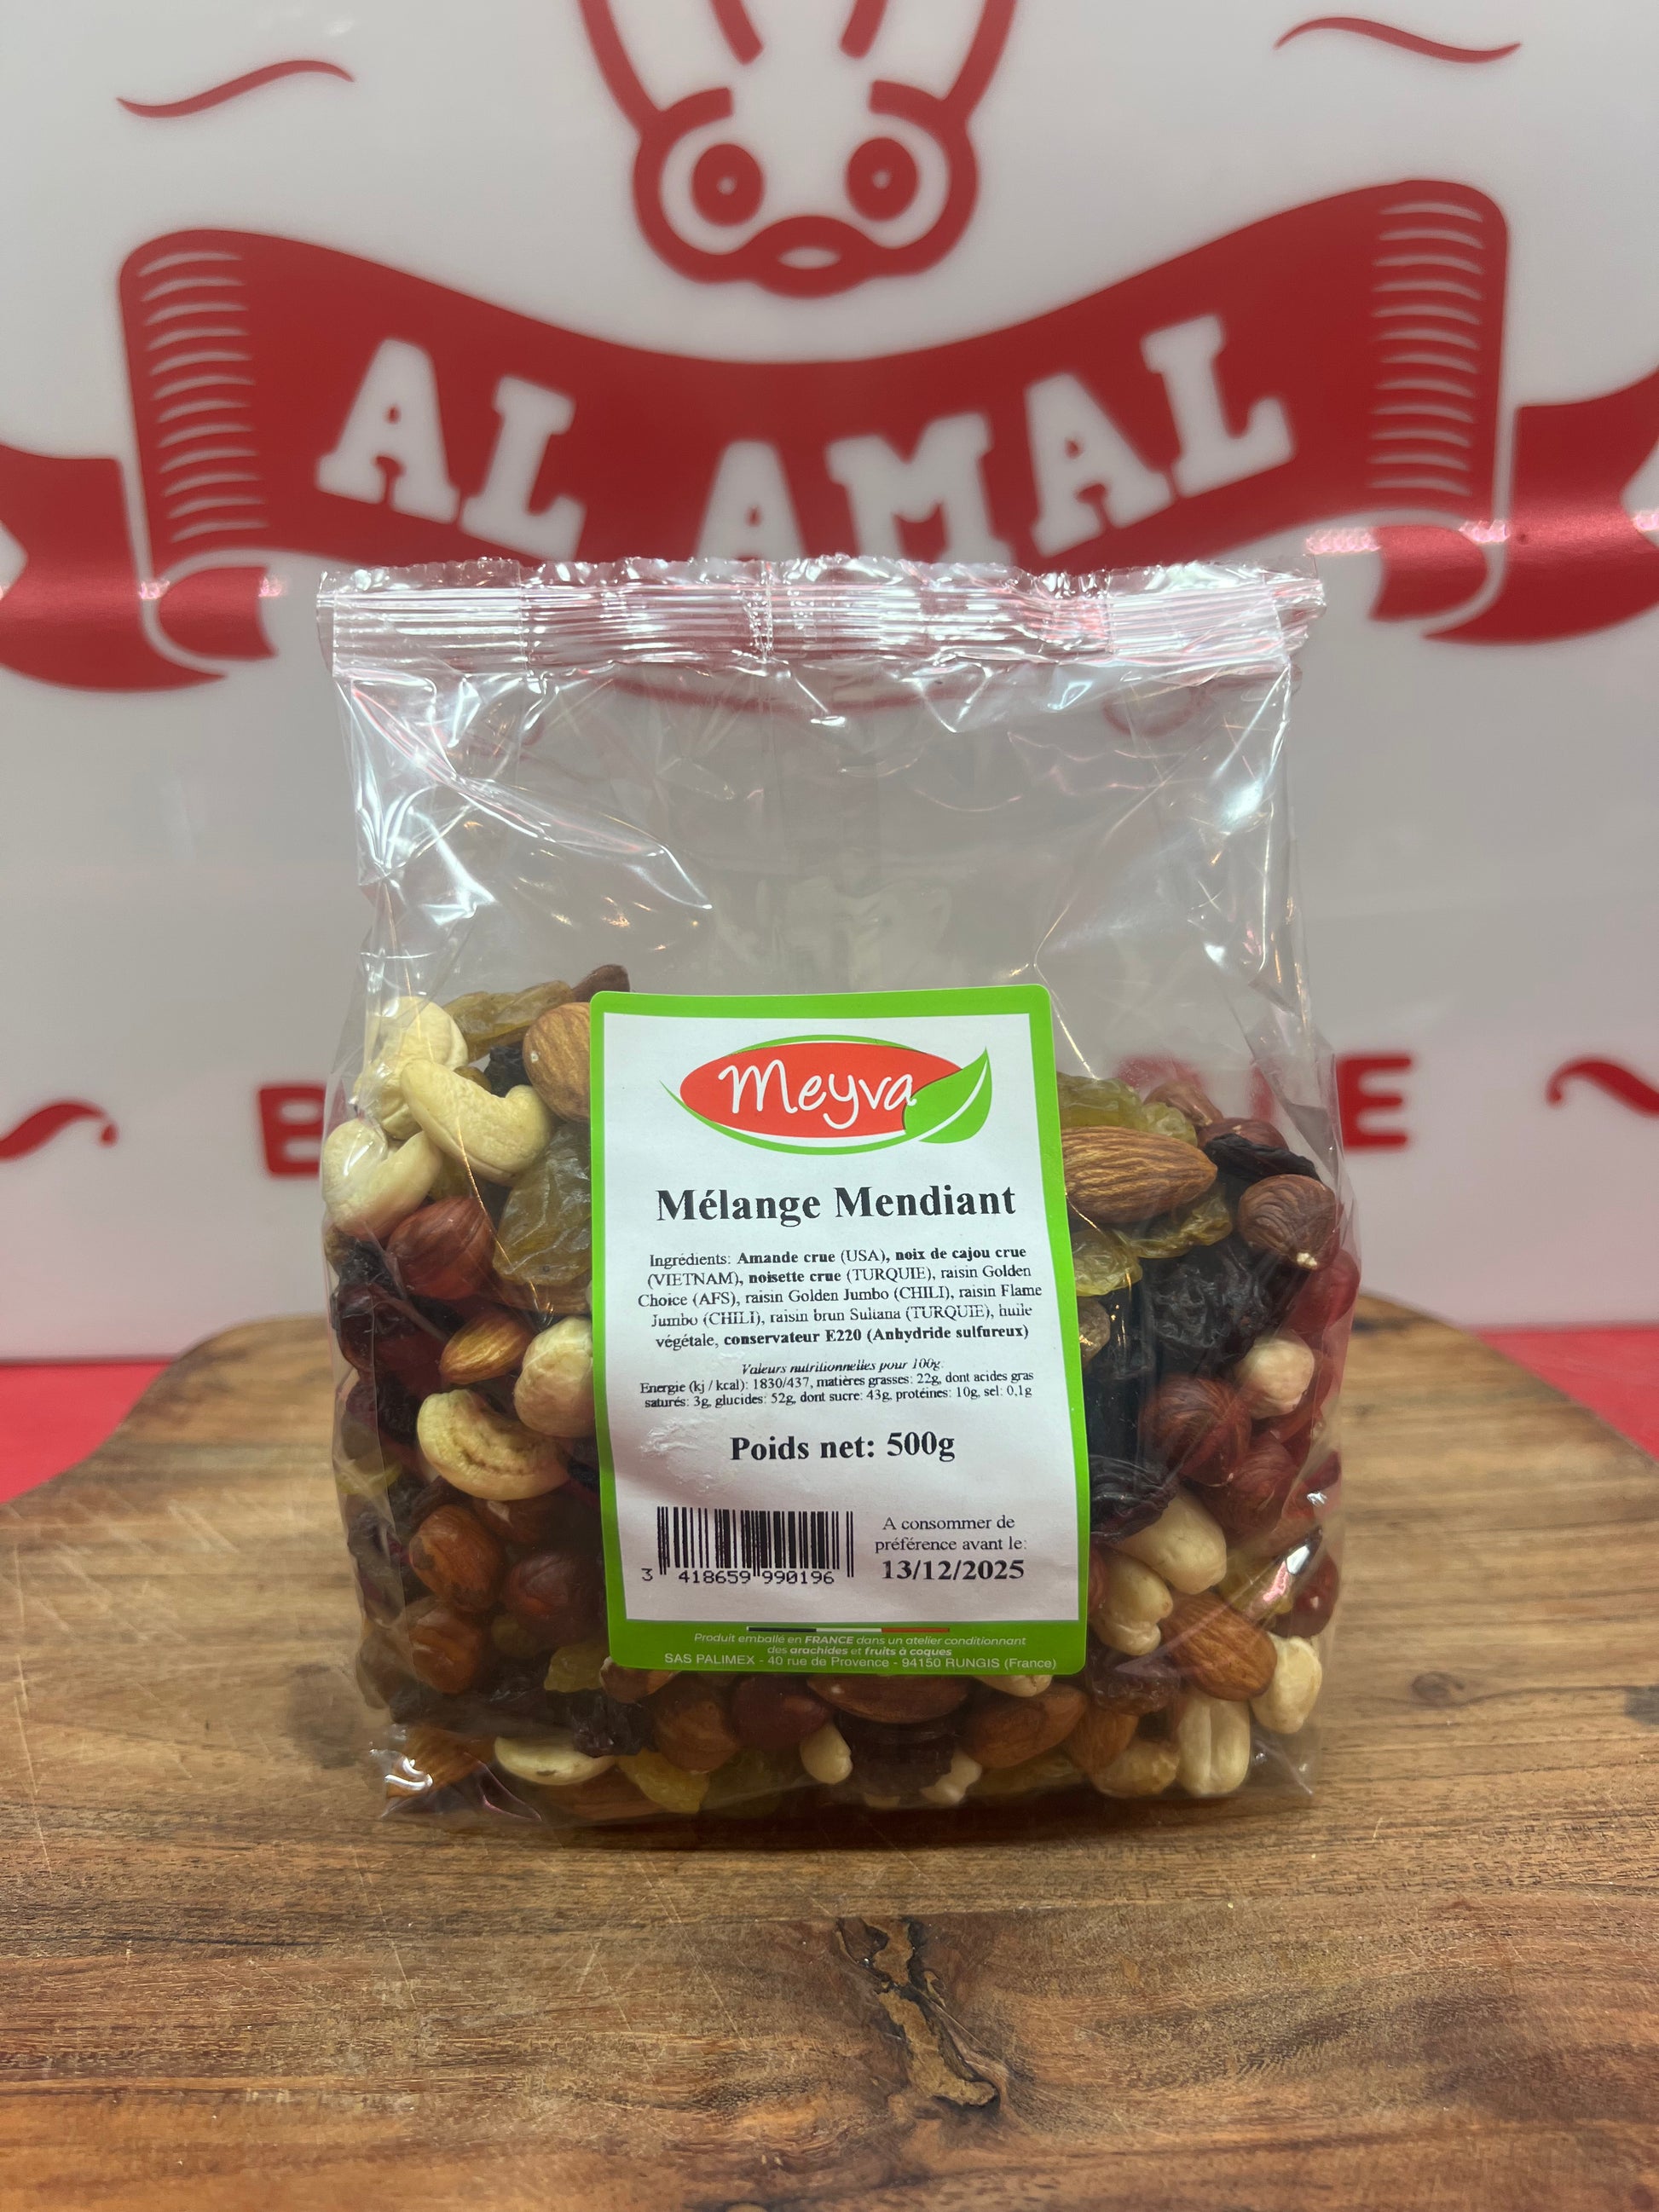 AL AMAL
Meyva
Mélange Mendiant
Ingrédients: Amande crue (USA), noix de cajou crue
(VIETNAM), noisette crue (TURQUIE), raisin Golden
Choice (AFS), raisin Golden Jumbo (CHILI), raisin Flame
Jumbo (CHILI), raisin brun Sultana (TURQUIE), huile
végétale, conservateur E220 (Anhydride sulfureux)
Valeurs nutritionnelles pour 100g:
Energie (kj / kcal): 1830/437, matières grasses: 22g, dont acides gras
saturés: 3g, glucides: 52g, dont sucre: 43g, protéines: 10g, sel: 0,1g
Poids net: 500g
3 418659 990196
A consommer de
préférence avant le:
13/12/2025
Produit emballé en FRANCE dans un atelier conditionnant
des arachides et fruits à coques
SAS PALIMEX - 40 rue de Provence - 94150 RUNGIS (France)